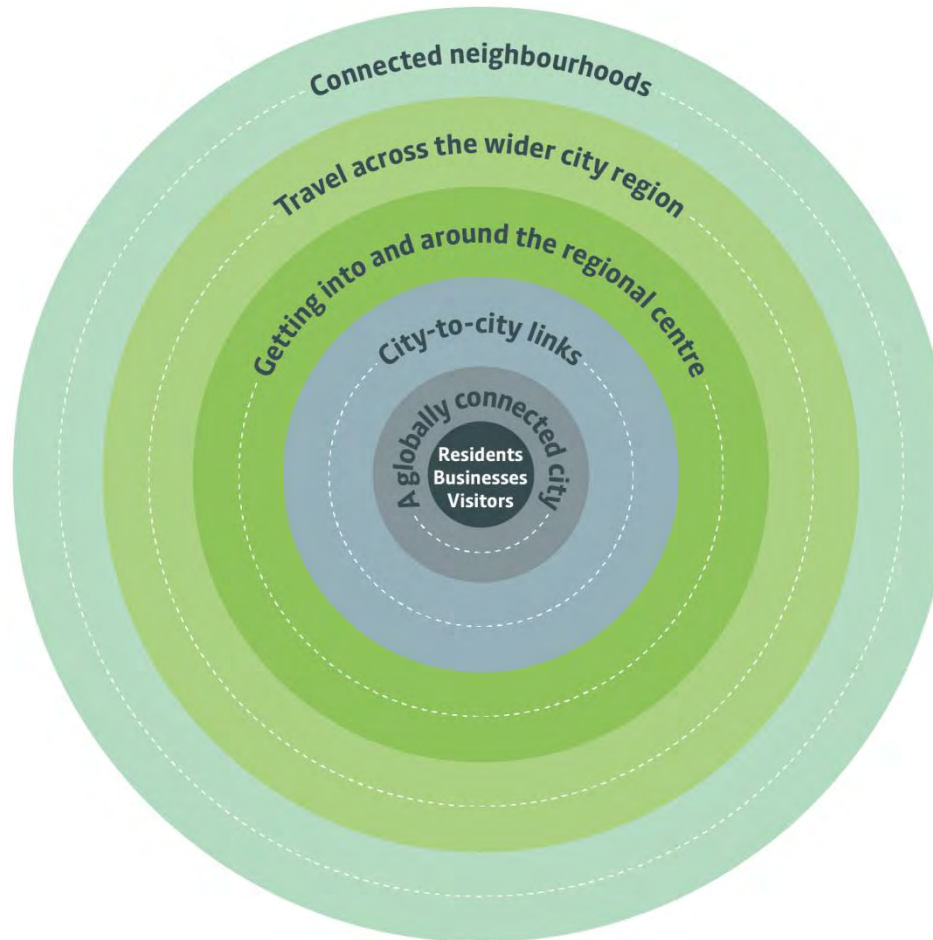 Connected neighbourhoods
Travel across the wider city region
Getting into and around the regional centre
City-to-city links
A globally connected city
Residents
Businesses
Visitors